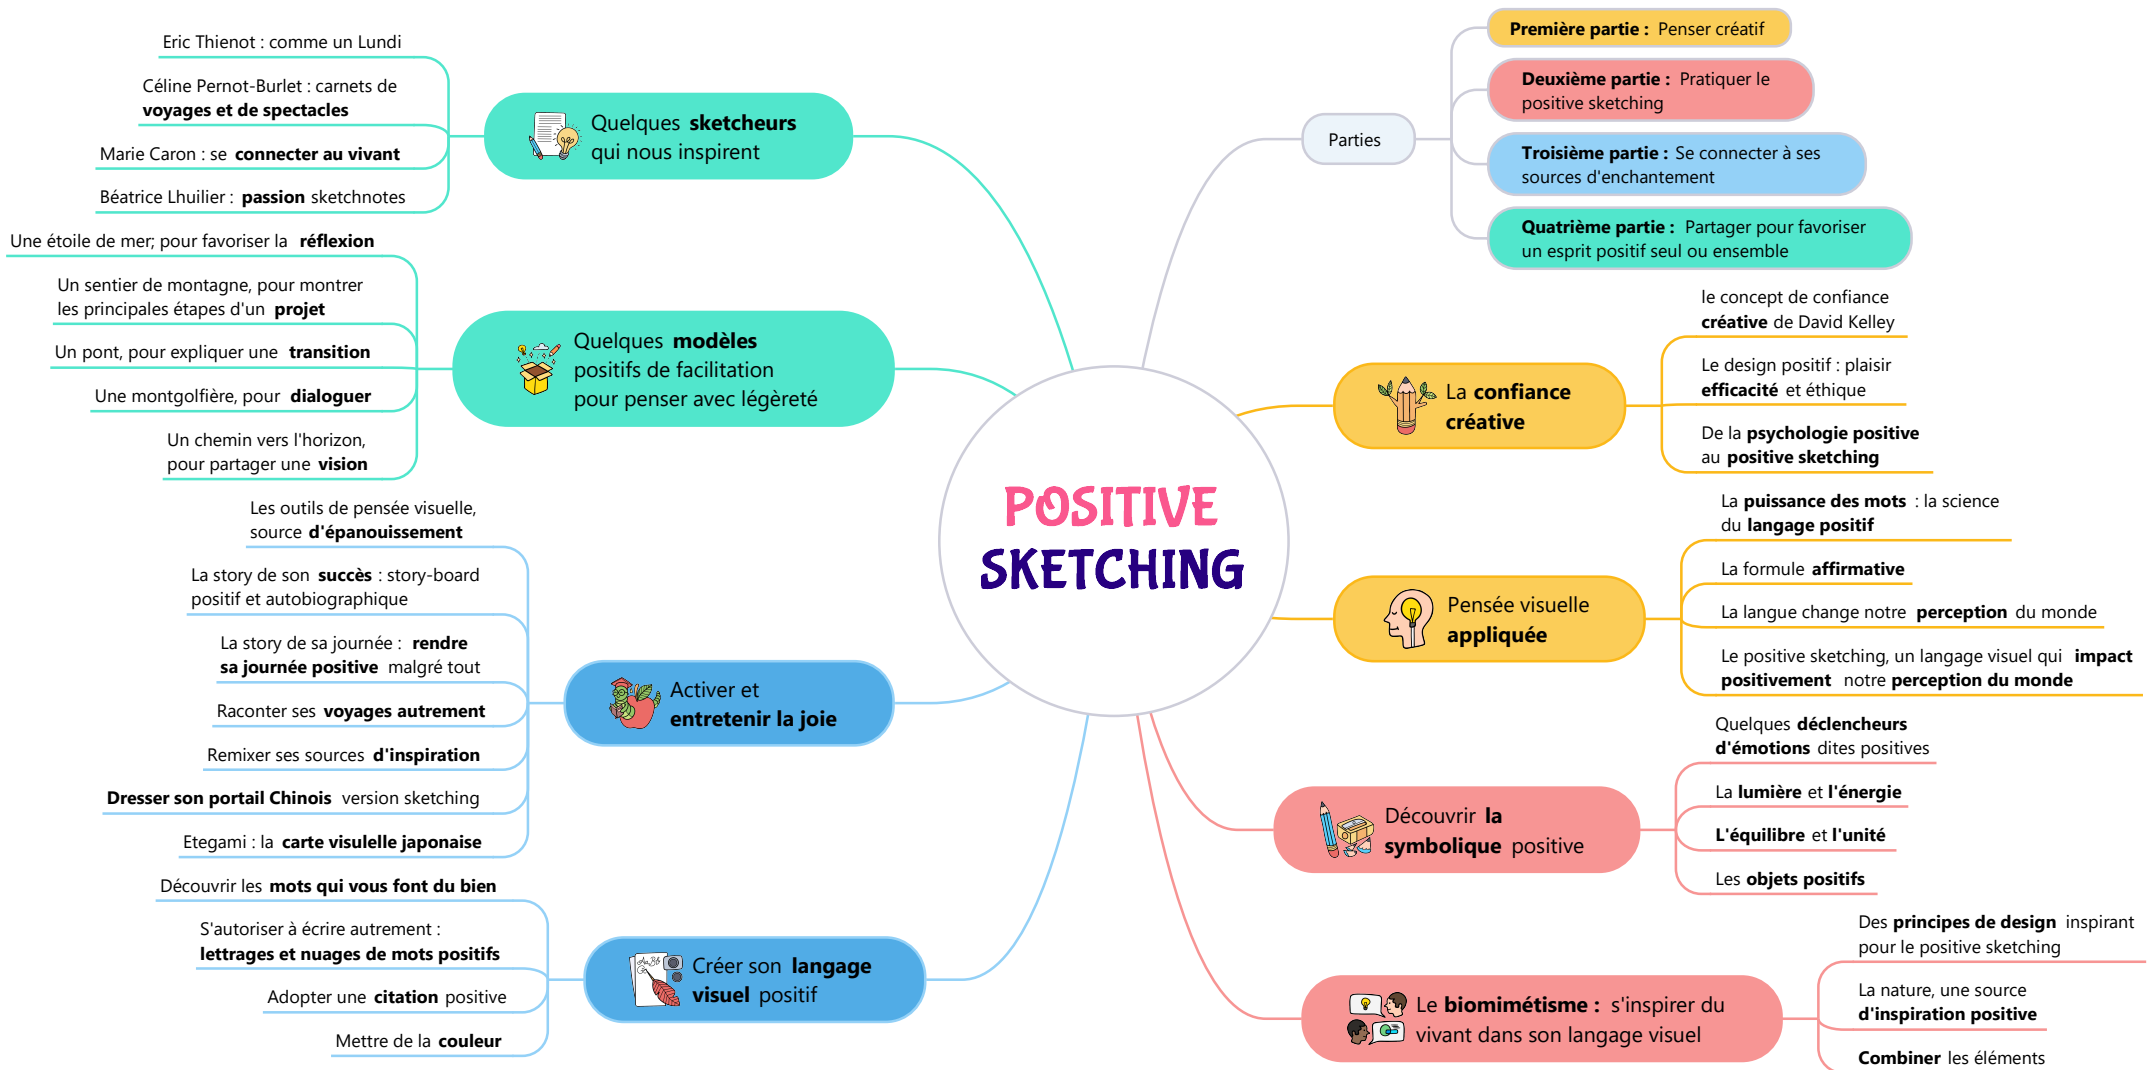 POSITIVE
SKETCHING
Parties
Première partie : Penser créatif
Deuxième partie : Pratiquer le
positive sketching
Troisième partie : Se connecter à ses
sources d'enchantement
Quatrième partie : Partager pour favoriser
un esprit positif seul ou ensemble
La confiance
créative
le concept de confiance
créative de David Kelley
Le design positif : plaisir
efficacité et éthique
De la psychologie positive
au positive sketching
Pensée visuelle
appliquée
La puissance des mots : la science
du langage positif
La formule affirmative
La langue change notre perception du monde
Le positive sketching, un langage visuel qui impact
positivement notre perception du monde
Découvrir la
symbolique positive
Quelques déclencheurs
d'émotions dites positives
La lumière et l'énergie
L'équilibre et l'unité
Les objets positifs
Le biomimétisme : s'inspirer du
vivant dans son langage visuel
Des principes de design inspirant
pour le positive sketching
La nature, une source
d'inspiration positive
Combiner les éléments
Quelques sketcheurs
qui nous inspirent
Eric Thienot : comme un Lundi
Céline Pernot-Burlet : carnets de
voyages et de spectacles
Marie Caron : se connecter au vivant
Béatrice Lhuilier : passion sketchnotes
Quelques modèles
positifs de facilitation
pour penser avec légèreté
Une étoile de mer; pour favoriser la réflexion
Un sentier de montagne, pour montrer
les principales étapes d'un projet
Un pont, pour expliquer une transition
Une montgolfière, pour dialoguer
Un chemin vers l'horizon,
pour partager une vision
Activer et
entretenir la joie
Les outils de pensée visuelle,
source d'épanouissement
La story de son succès : story-board
positif et autobiographique
La story de sa journée : rendre
sa journée positive malgré tout
Raconter ses voyages autrement
Remixer ses sources d'inspiration
Dresser son portail Chinois version sketching
Etegami : la carte visulelle japonaise
Créer son langage
visuel positif
Découvrir les mots qui vous font du bien
S'autoriser à écrire autrement :
lettrages et nuages de mots positifs
Adopter une citation positive
Mettre de la couleur